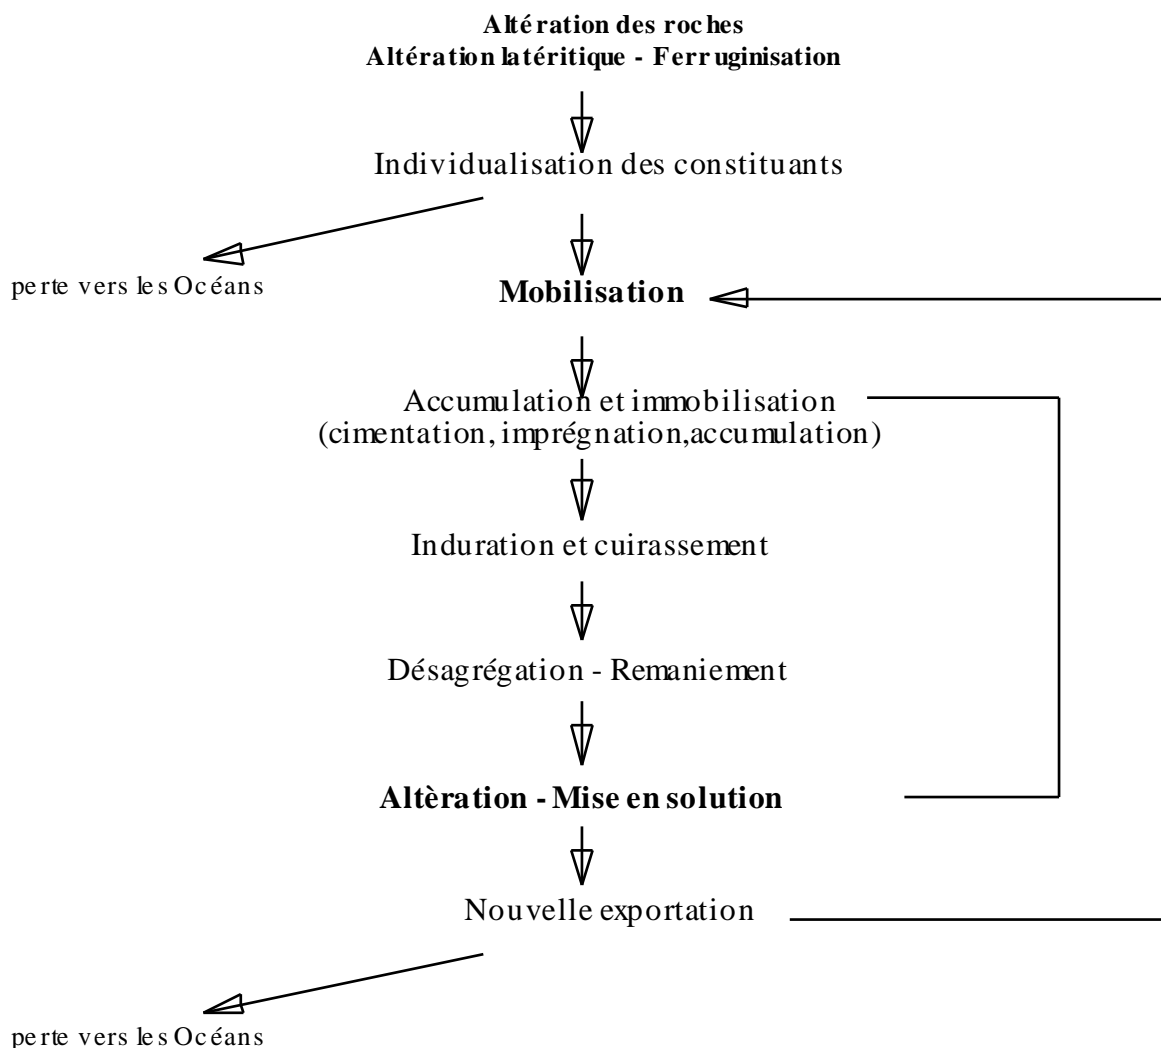 Altération des roches
Altération latéritique - Ferruginisation
Individualisation des constituants
perte vers les Océans
Mobilisation
Accumulation et immobilisation
(cimentation, imprégnation,accumulation)
Induration et cuirassement
Désagrégation - Remaniement
Altèration - Mise en solution
Nouvelle exportation
perte vers les Océans